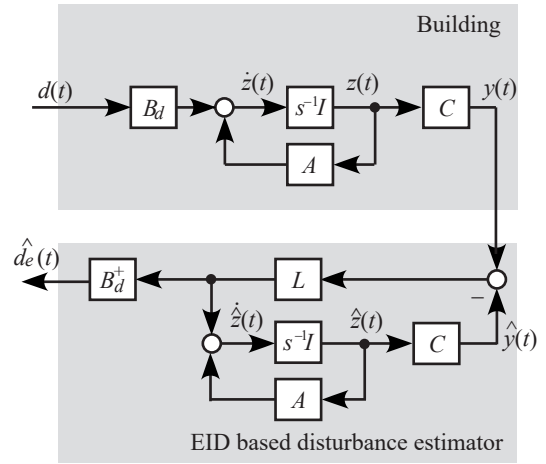 Building
d(t)
B_d
ż(t)
s⁻¹I
z(t)
C
y(t)
A
d̂_e(t)
B_d⁺
L
−
ẑ̇(t)
s⁻¹I
ẑ(t)
C
ŷ(t)
A
EID based disturbance estimator